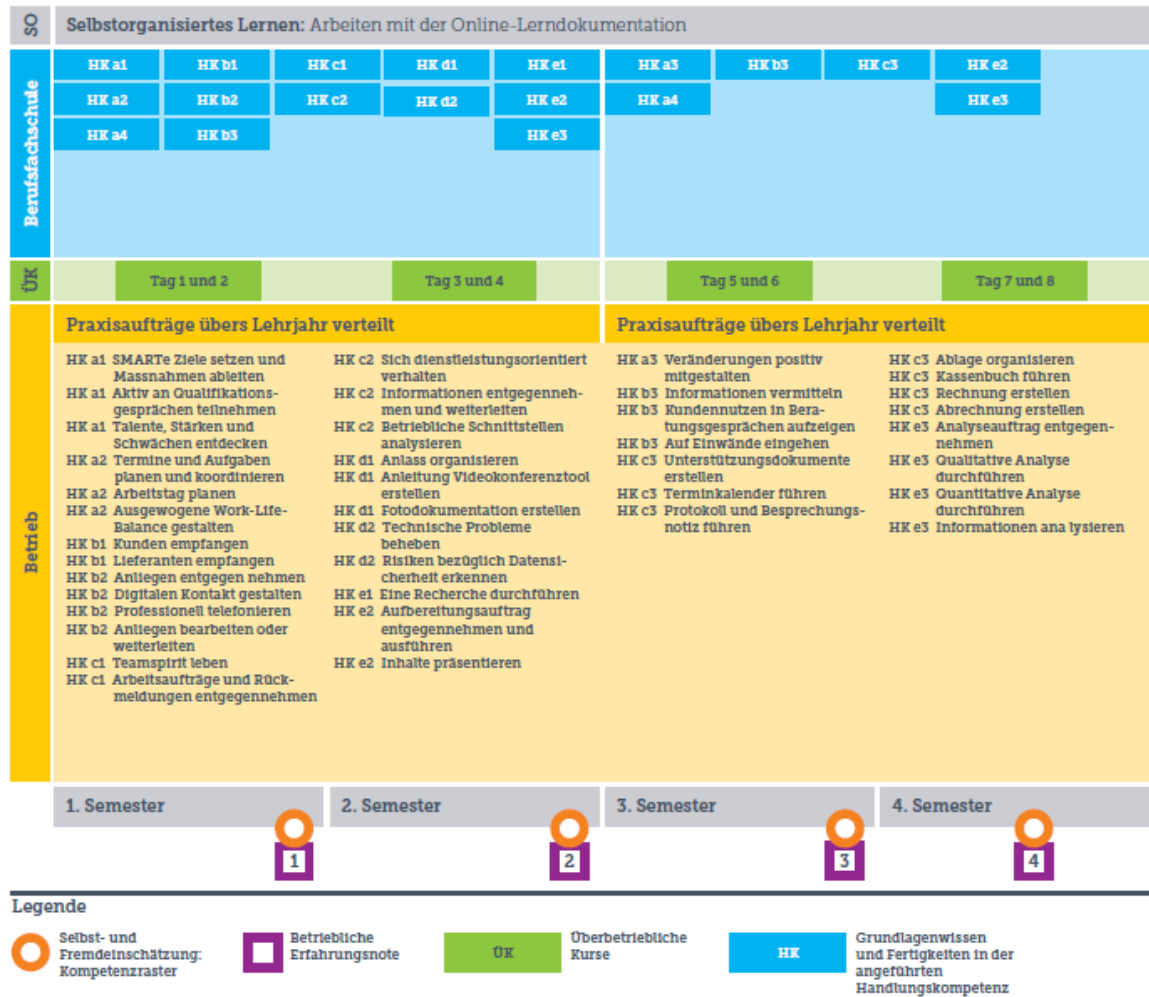 SO
Selbstorganisiertes Lernen: Arbeiten mit der Online-Lerndokumentation
Berufsfachschule
HK a1 HK b1 HK c1 HK d1 HK e1 HK a3 HK b3 HK c3 HK e2
HK a2 HK b2 HK c2 HK d2 HK e2 HK a4 HK e3
HK a4 HK b3 HK e3
ÜK
Tag 1 und 2 Tag 3 und 4 Tag 5 und 6 Tag 7 und 8
Betrieb
Praxisaufträge übers Lehrjahr verteilt
HK a1 SMARTe Ziele setzen und
Massnahmen ableiten
HK a1 Aktiv an Qualifikations-
gesprächen teilnehmen
HK a1 Talente, Stärken und
Schwächen entdecken
HK a2 Termine und Aufgaben
planen und koordinieren
HK a2 Arbeitstag planen
HK a2 Ausgewogene Work-Life-
Balance gestalten
HK b1 Kunden empfangen
HK b1 Lieferanten empfangen
HK b2 Anliegen entgegen nehmen
HK b2 Digitalen Kontakt gestalten
HK b2 Professionell telefonieren
HK b2 Anliegen bearbeiten oder
weiterleiten
HK c1 Teamspirit leben
HK c1 Arbeitsaufträge und Rück-
meldungen entgegennehmen
HK c2 Sich dienstleistungsorientiert
verhalten
HK c2 Informationen entgegenneh-
men und weiterleiten
HK c2 Betriebliche Schnittstellen
analysieren
HK d1 Anlass organisieren
HK d1 Anleitung Videokonferenztool
erstellen
HK d1 Fotodokumentation erstellen
HK d2 Technische Probleme
beheben
HK d2 Risiken bezüglich Datensi-
cherheit erkennen
HK e1 Eine Recherche durchführen
HK e2 Aufbereitungsauftrag
entgegennehmen und
ausführen
HK e2 Inhalte präsentieren
Praxisaufträge übers Lehrjahr verteilt
HK a3 Veränderungen positiv
mitgestalten
HK b3 Informationen vermitteln
HK b3 Kundennutzen in Bera-
tungsgesprächen aufzeigen
HK b3 Auf Einwände eingehen
HK c3 Unterstützungsdokumente
erstellen
HK c3 Terminkalender führen
HK c3 Protokoll und Besprechungs-
notiz führen
HK c3 Ablage organisieren
HK c3 Kassenbuch führen
HK c3 Rechnung erstellen
HK c3 Abrechnung erstellen
HK e3 Analyseauftrag entgegen-
nehmen
HK e3 Qualitative Analyse
durchführen
HK e3 Quantitative Analyse
durchführen
HK e3 Informationen ana lysieren
1. Semester 2. Semester 3. Semester 4. Semester
1 2 3 4
Legende
Selbst- und
Fremdeinschätzung:
Kompetenzraster
Betriebliche
Erfahrungsnote
ÜK
Überbetriebliche
Kurse
HK
Grundlagenwissen
und Fertigkeiten in der
angeführten
Handlungskompetenz